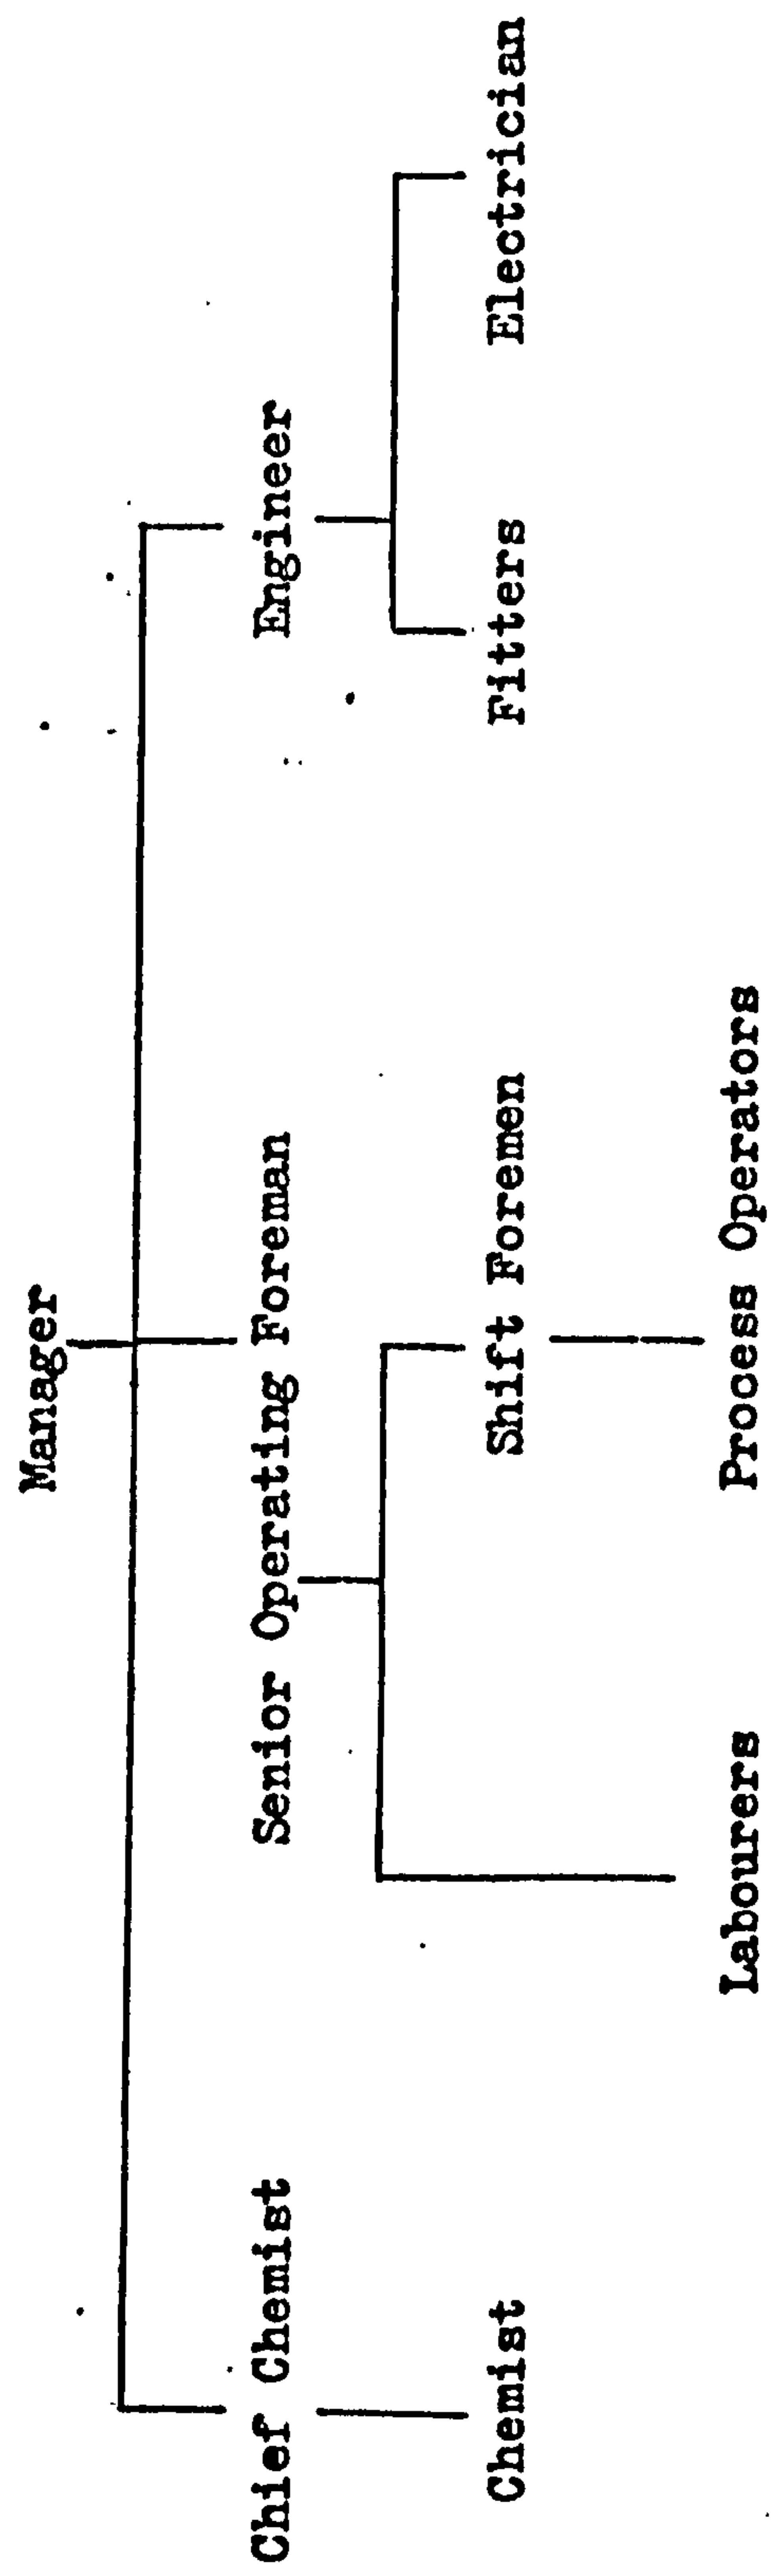 Manager
Chief Chemist
Senior Operating Foreman
Engineer
Chemist
Shift Foremen
Fitters
Electrician
Labourers
Process Operators